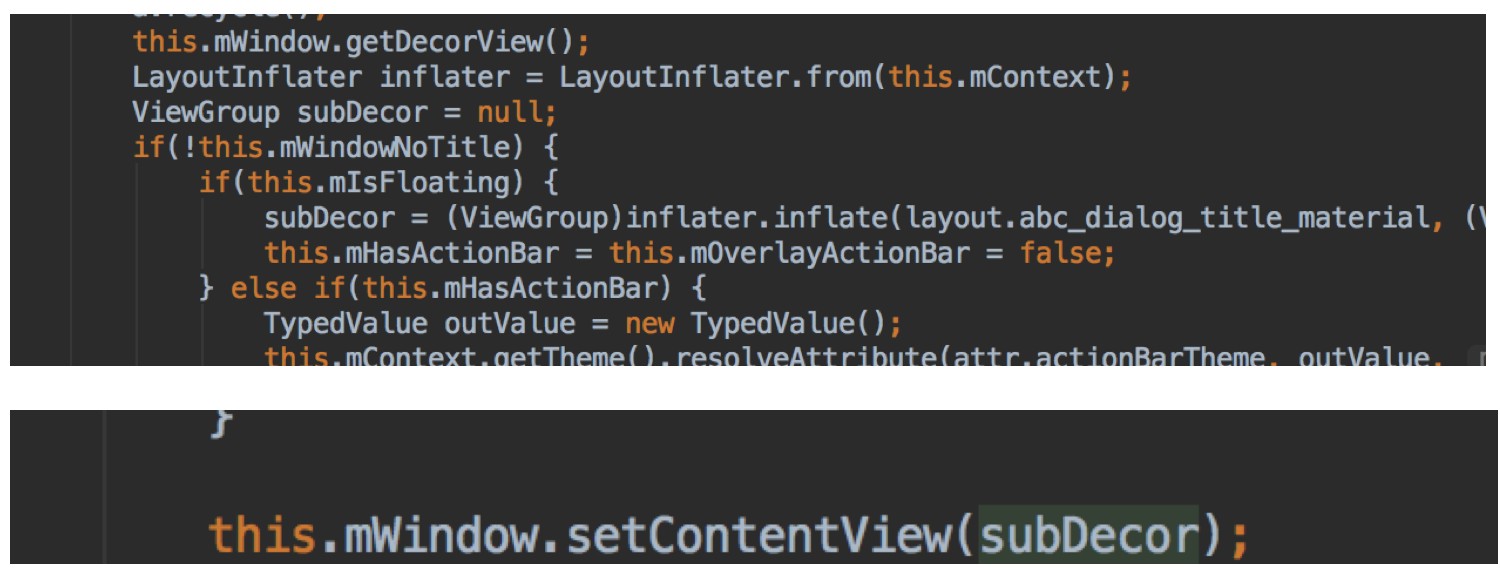 a.recycle();
this.mWindow.getDecorView();
LayoutInflater inflater = LayoutInflater.from(this.mContext);
ViewGroup subDecor = null;
if(!this.mWindowNoTitle) {
if(this.mIsFloating) {
subDecor = (ViewGroup)inflater.inflate(layout.abc_dialog_title_material, (
this.mHasActionBar = this.mOverlayActionBar = false;
} else if(this.mHasActionBar) {
TypedValue outValue = new TypedValue();
this.mContext.getTheme().resolveAttribute(attr.actionBarTheme, outValue,
}
this.mWindow.setContentView(subDecor);